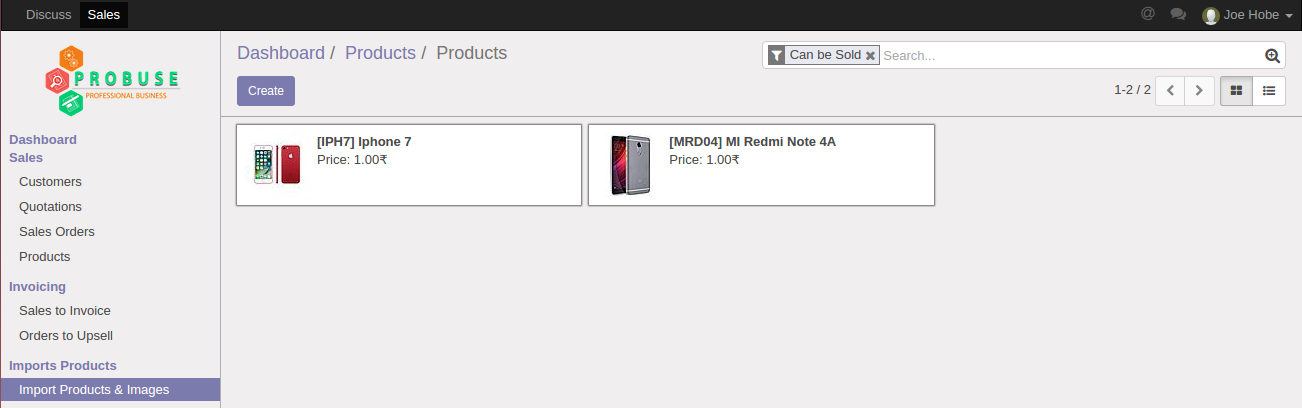 Discuss Sales @ Joe Hobe
PROBUSE
PROFESSIONAL BUSINESS
Dashboard / Products / Products
Can be Sold Search...
Create
1-2 / 2
Dashboard
Sales
Customers
Quotations
Sales Orders
Products
Invoicing
Sales to Invoice
Orders to Upsell
Imports Products
Import Products & Images
[IPH7] Iphone 7
Price: 1.00₹
[MRD04] MI Redmi Note 4A
Price: 1.00₹